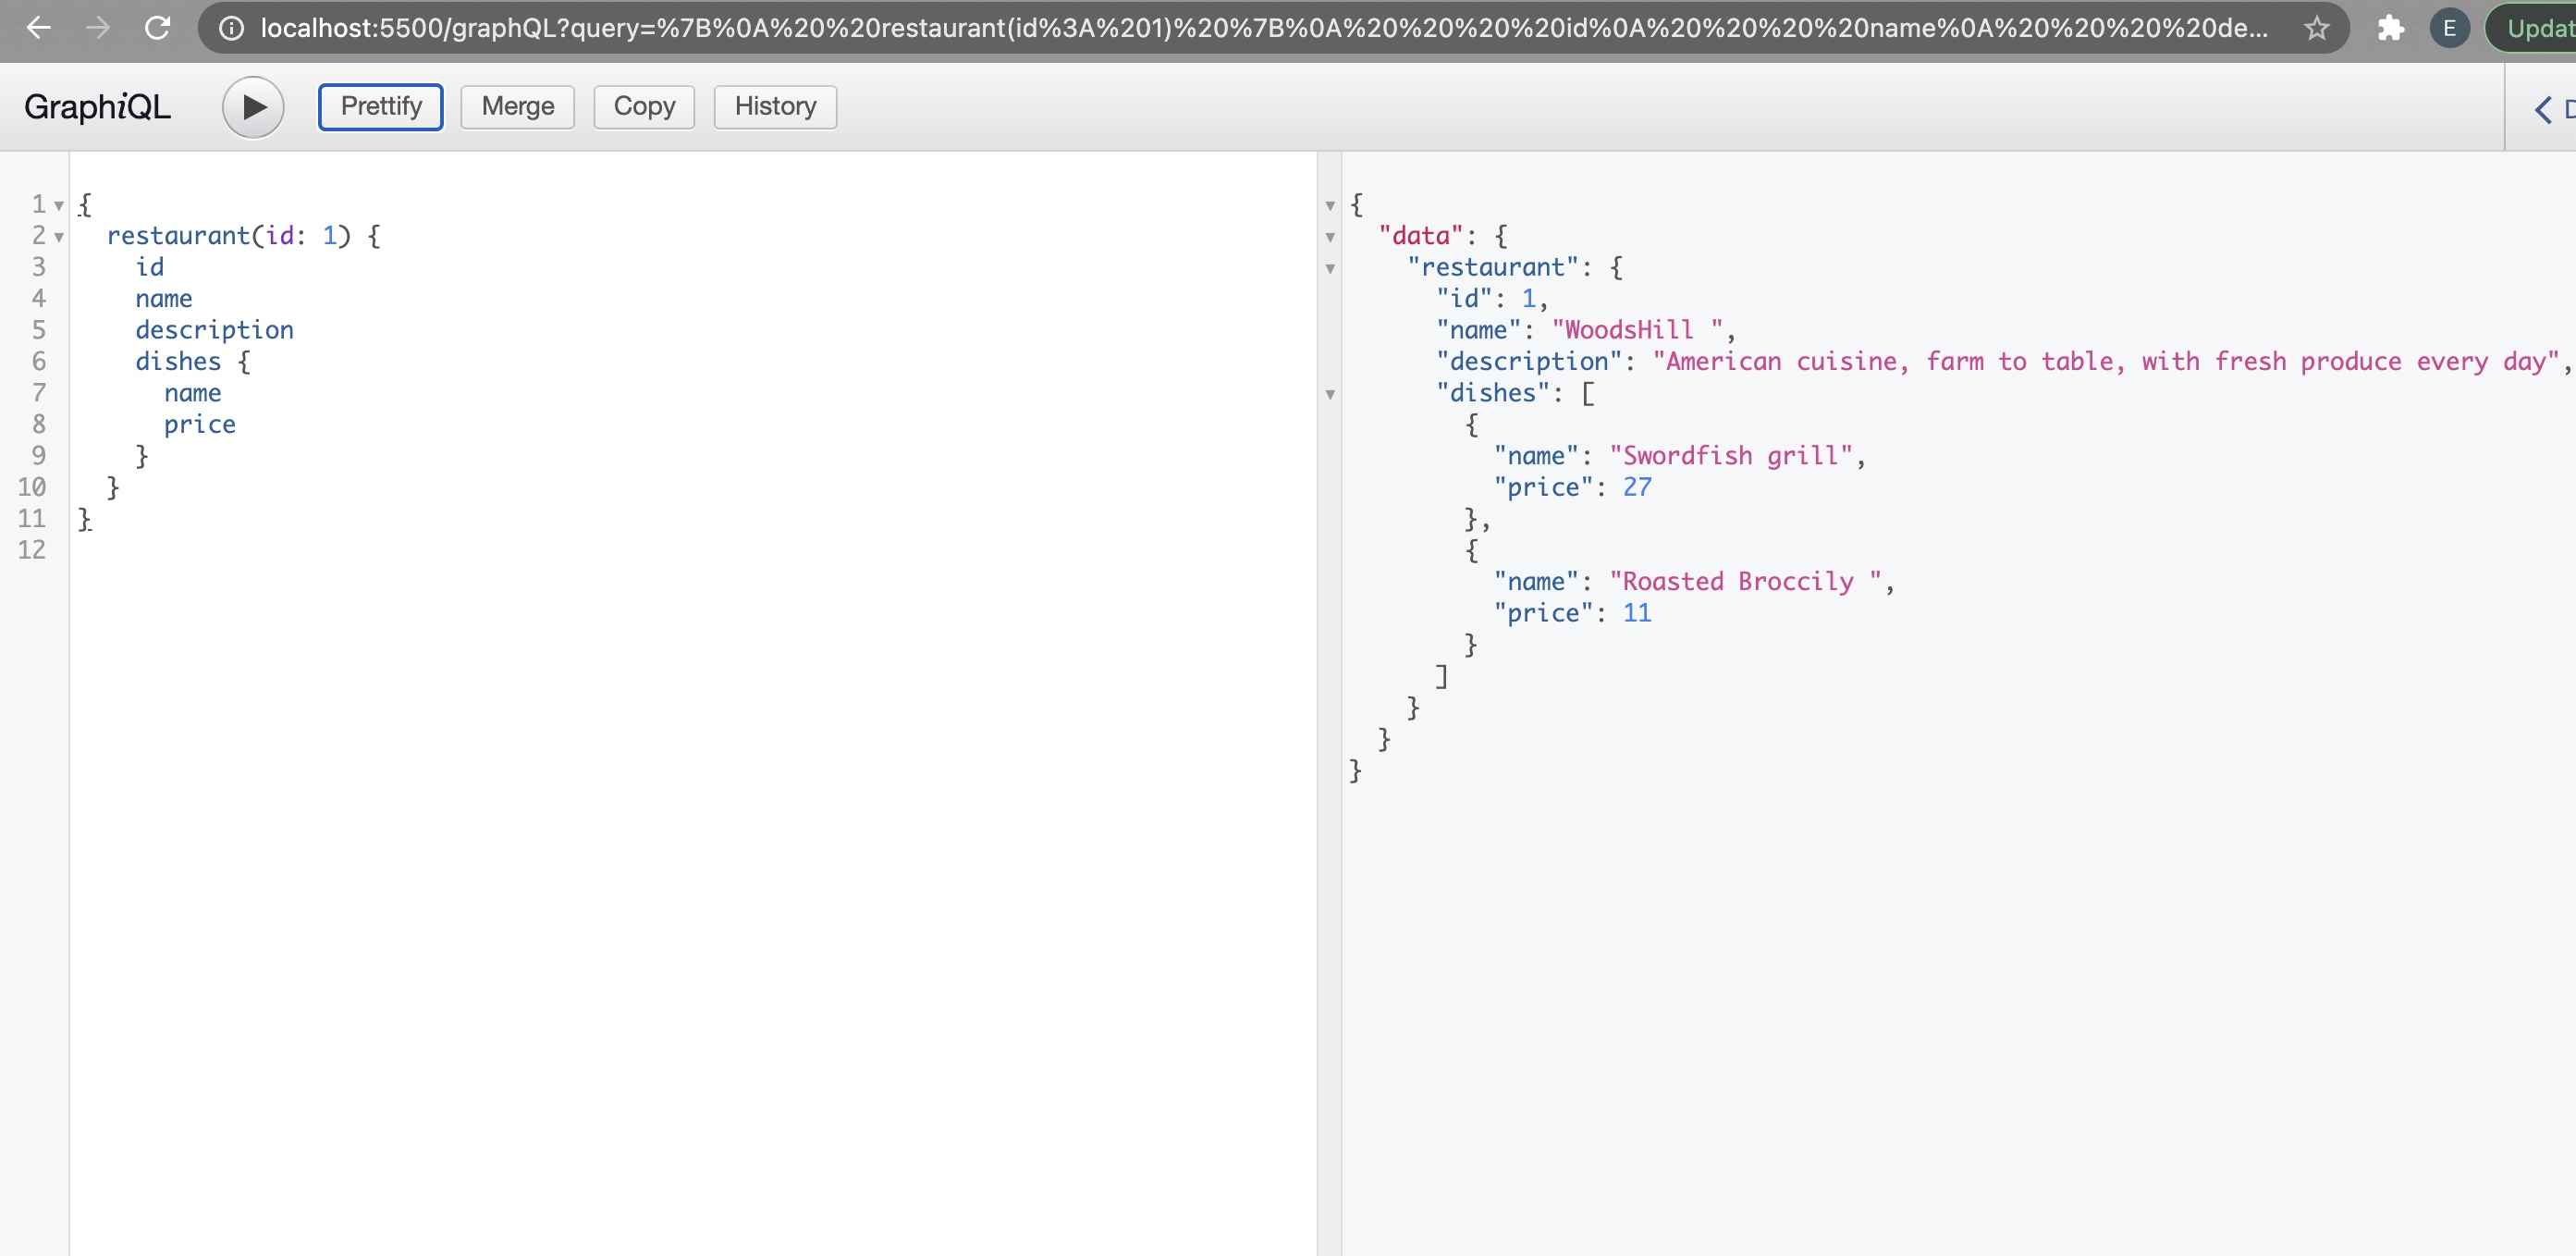 localhost:5500/graphQL?query=%7B%0A%20%20restaurant(id%3A%201)%20%7B%0A%20%20%20%20id%0A%20%20%20%20name%0A%20%20%20%20de...
E
Updat
GraphiQL
Prettify
Merge
Copy
History
D
1 {
2 restaurant(id: 1) {
3 id
4 name
5 description
6 dishes {
7 name
8 price
9 }
10 }
11 }
12
{
"data": {
"restaurant": {
"id": 1,
"name": "WoodsHill ",
"description": "American cuisine, farm to table, with fresh produce every day",
"dishes": [
{
"name": "Swordfish grill",
"price": 27
},
{
"name": "Roasted Broccily ",
"price": 11
}
]
}
}
}